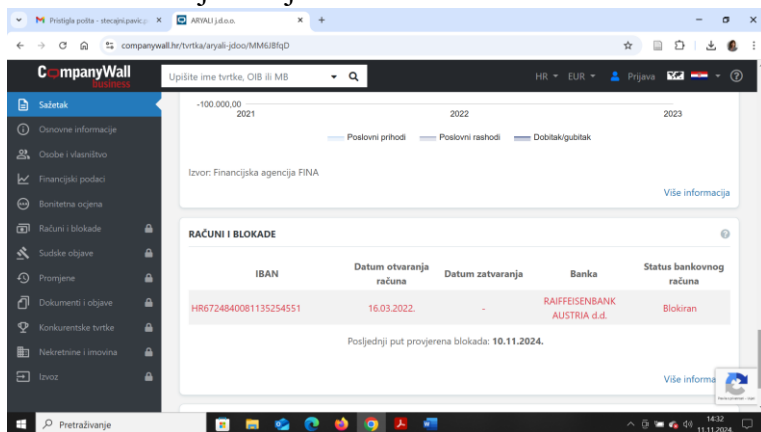 Pristigla pošta - stecajni.pavic.
ARYALI j.d.o.o.
companywall.hr/tvrtka/aryali-jdoo/MM6JBfqD
CompanyWall
Business
Upišite ime tvrtke, OIB ili MB
HR
EUR
Prijava
Sažetak
Osnovne informacije
Osobe i vlasništvo
Financijski podaci
Bonitetna ocjena
Računi i blokade
Sudske objave
Promjene
Dokumenti i objave
Konkurentske tvrtke
Nekretnine i imovina
Izvoz
-100.000,00
2021 2022 2023
Poslovni prihodi Poslovni rashodi Dobitak/gubitak
Izvor: Financijska agencija FINA
Više informacija
RAČUNI I BLOKADE
IBAN Datum otvaranja računa Datum zatvaranja Banka Status bankovnog računa
HR6724840081135254551 16.03.2022. - RAIFFEISENBANK AUSTRIA d.d. Blokiran
Posljednji put provjerena blokada: 10.11.2024.
Više informa
Pretraživanje
14:32
11.11.2024.